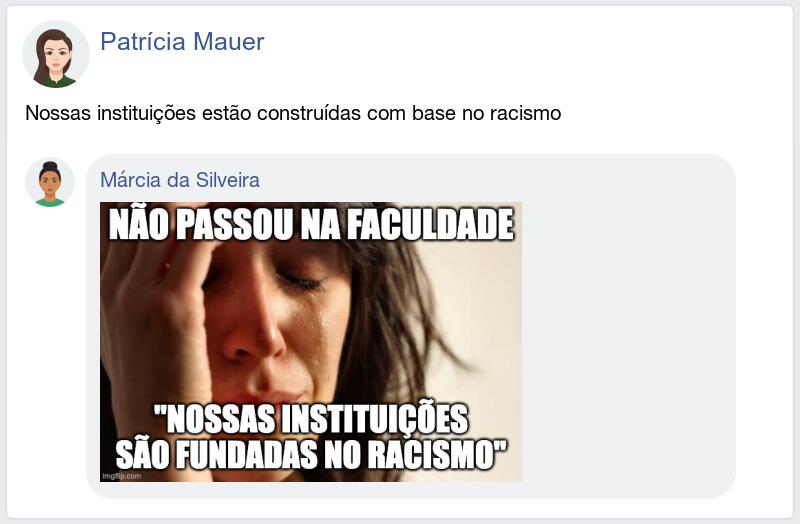 Patrícia Mauer
Nossas instituições estão construídas com base no racismo
Márcia da Silveira
NÃO PASSOU NA FACULDADE
"NOSSAS INSTITUIÇÕES
SÃO FUNDADAS NO RACISMO"
imgflip.com